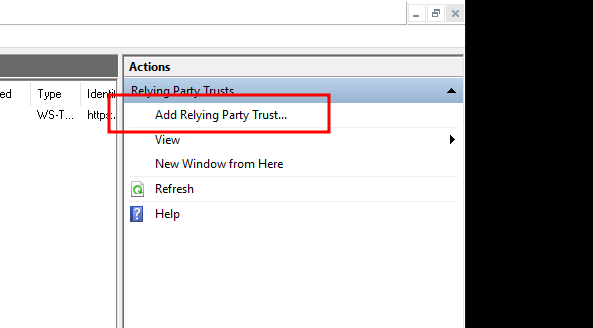 Actions
ed Type Identi
Relying Party Trusts
WS-T... https
Add Relying Party Trust...
View
New Window from Here
Refresh
Help